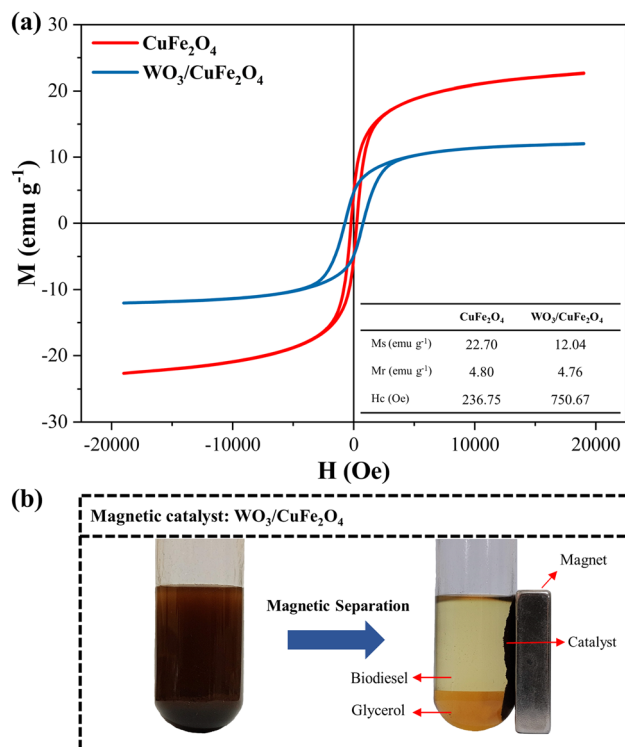 (a)
CuFe₂O₄
WO₃/CuFe₂O₄
M (emu g⁻¹)
30
20
10
0
-10
-20
-30
CuFe₂O₄ WO₃/CuFe₂O₄
Ms (emu g⁻¹) 22.70 12.04
Mr (emu g⁻¹) 4.80 4.76
Hc (Oe) 236.75 750.67
-20000 -10000 0 10000 20000
H (Oe)
(b)
Magnetic catalyst: WO₃/CuFe₂O₄
Magnetic Separation
Magnet
Catalyst
Biodiesel
Glycerol